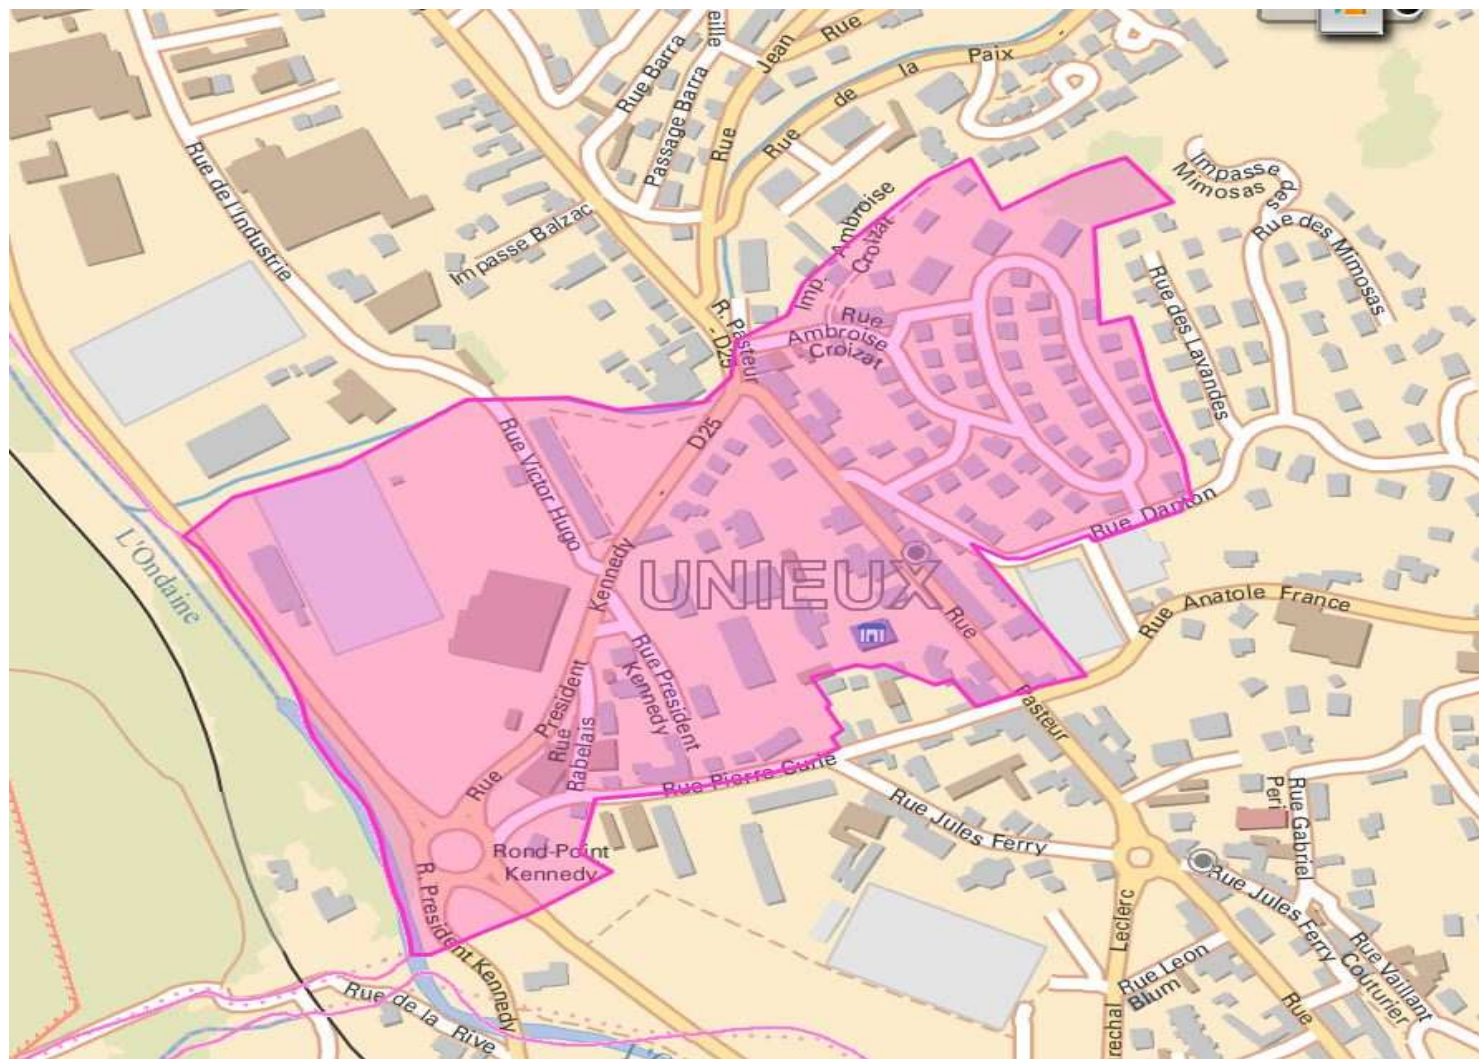 eille
Rue
Jean
Rue
Rue Barra
Passage Barra
Rue
de
la
Paix
Rue de l'Industrie
Impasse Balzac
Imp. Ambroise
Croizat
Impasse
des
Mimosas
Rue des Mimosas
Rue des Lavandes
R. Pasteur
- D25
Rue
Ambroise
Croizat
D25
Rue Victor Hugo
Rue Danton
L'Ondaine
Kennedy
UNIEUX
Rue
Rue Anatole France
Rue President
Kennedy
President
Rue
Rue
Rabelais
Pasteur
Rue Pierre Curie
Rue Jules Ferry
Rue Gabriel
Peri
Rond-Point
Kennedy
R. President Kennedy
Rue Jules Ferry
Leclerc
rechal
Rue Leon
Blum
Rue Vaillant
Couturier
Rue
Rue de la Rive